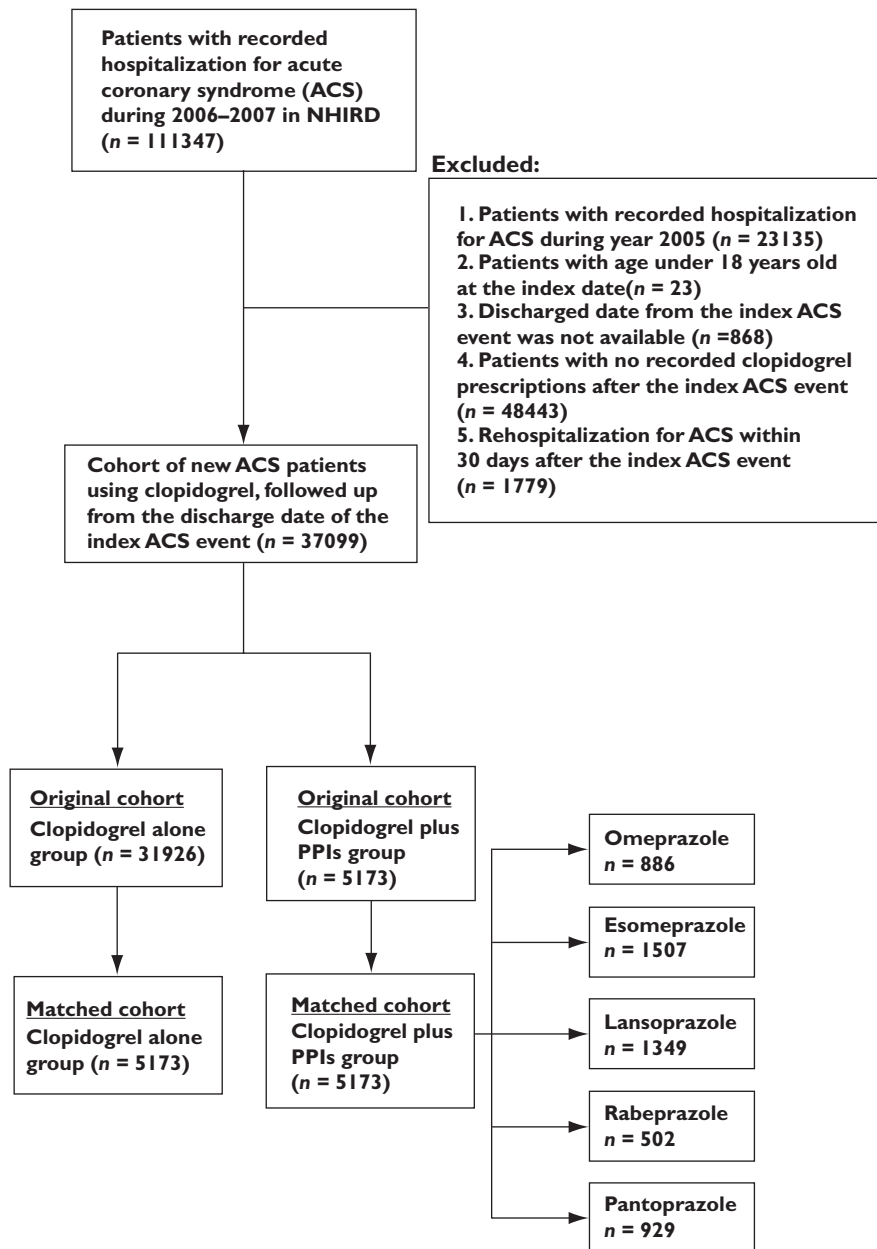 Patients with recorded
hospitalization for acute
coronary syndrome (ACS)
during 2006–2007 in NHIRD
(n = 111347)
Excluded:
1. Patients with recorded hospitalization
for ACS during year 2005 (n = 23135)
2. Patients with age under 18 years old
at the index date(n = 23)
3. Discharged date from the index ACS
event was not available (n =868)
4. Patients with no recorded clopidogrel
prescriptions after the index ACS event
(n = 48443)
5. Rehospitalization for ACS within
30 days after the index ACS event
(n = 1779)
Cohort of new ACS patients
using clopidogrel, followed up
from the discharge date of the
index ACS event (n = 37099)
Original cohort
Clopidogrel alone
group (n = 31926)
Original cohort
Clopidogrel plus
PPIs group
(n = 5173)
Matched cohort
Clopidogrel alone
group (n = 5173)
Matched cohort
Clopidogrel plus
PPIs group
(n = 5173)
Omeprazole
n = 886
Esomeprazole
n = 1507
Lansoprazole
n = 1349
Rabeprazole
n = 502
Pantoprazole
n = 929